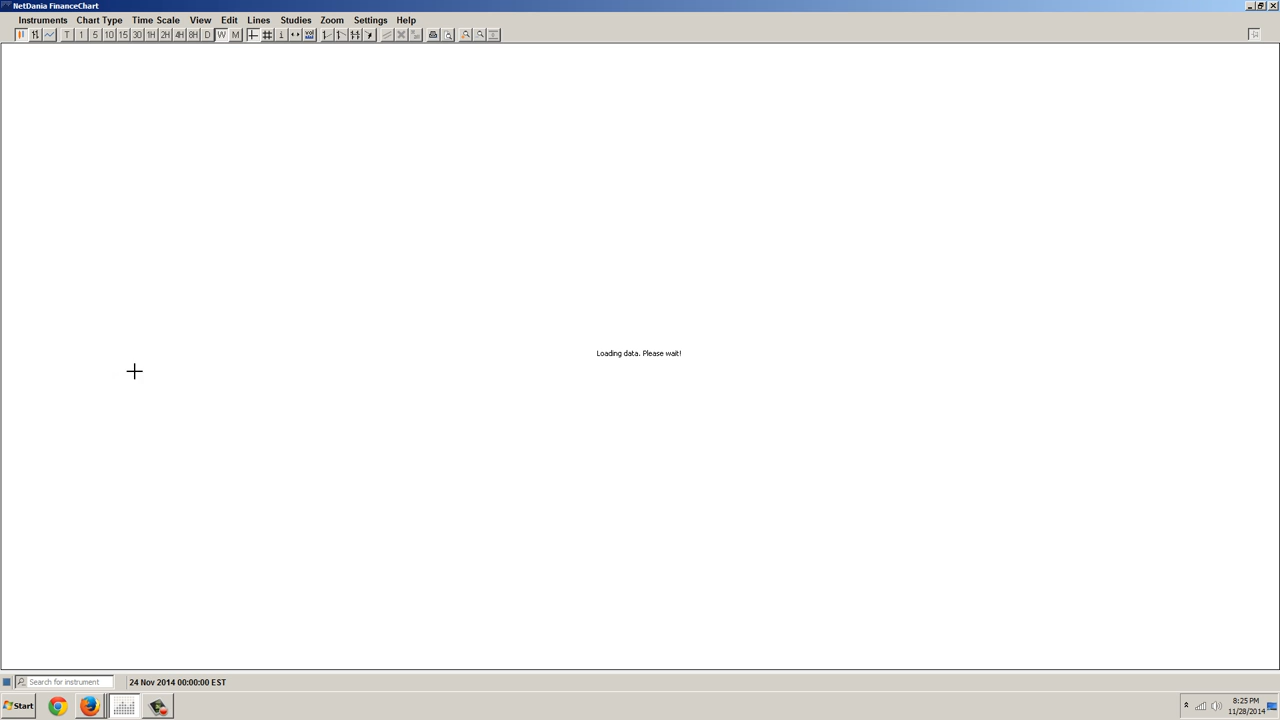 NetDania FinanceChart
Instruments Chart Type Time Scale View Edit Lines Studies Zoom Settings Help
T 1 5 10 15 30 1H 2H 4H 8H D W M
Loading data. Please wait!
Search for instrument 24 Nov 2014 00:00:00 EST
Start 8:25 PM
11/28/2014